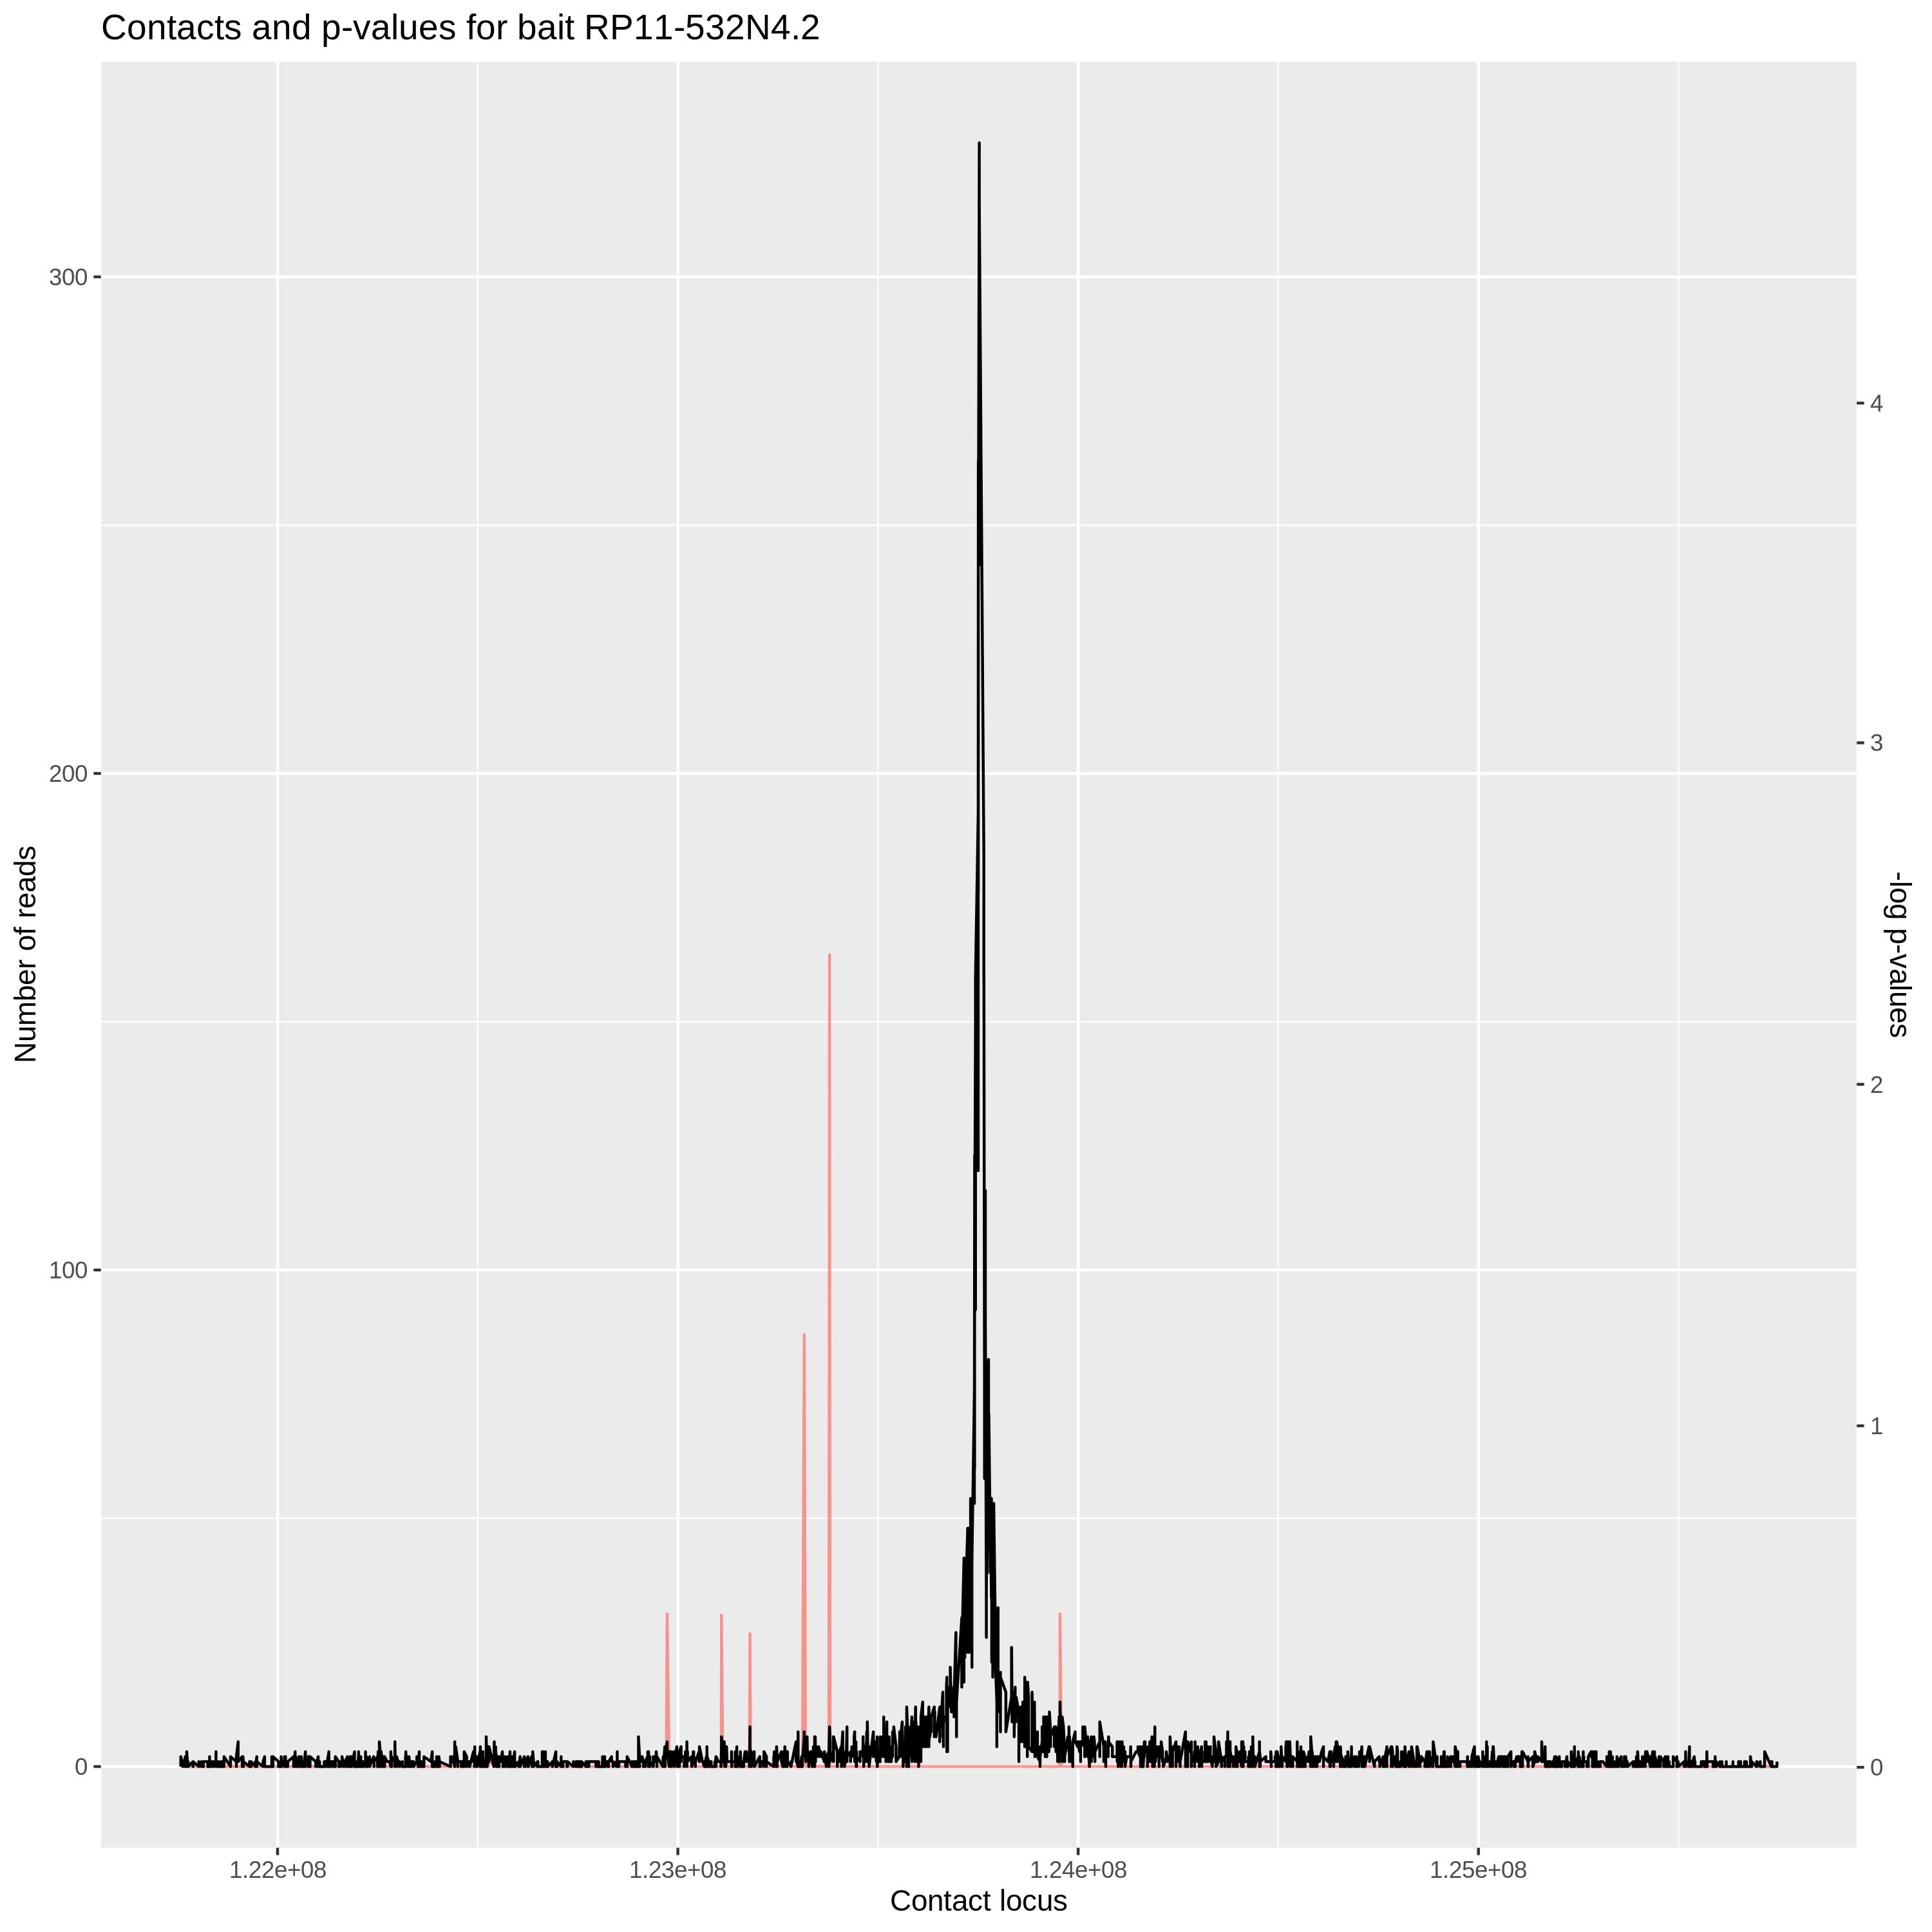 Contacts and p-values for bait RP11-532N4.2
Number of reads
300
200
100
0
4
3
2
1
0
-log p-values
1.22e+08
1.23e+08
1.24e+08
1.25e+08
Contact locus